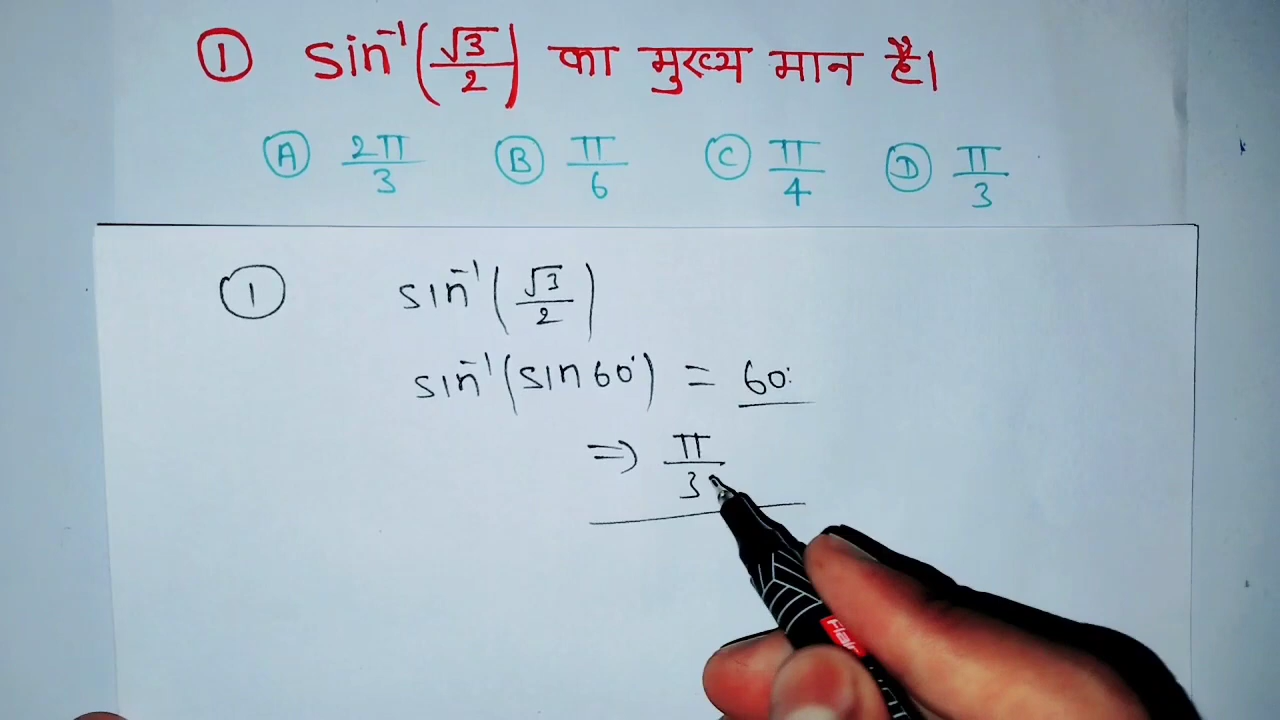 ① sin⁻¹(√3/2) का मुख्य मान है।
Ⓐ 2π/3 Ⓑ π/6 Ⓒ π/4 Ⓓ π/3
① sin⁻¹(√3/2)
sin⁻¹(sin 60°) = 60°
⇒ π/3
Flair